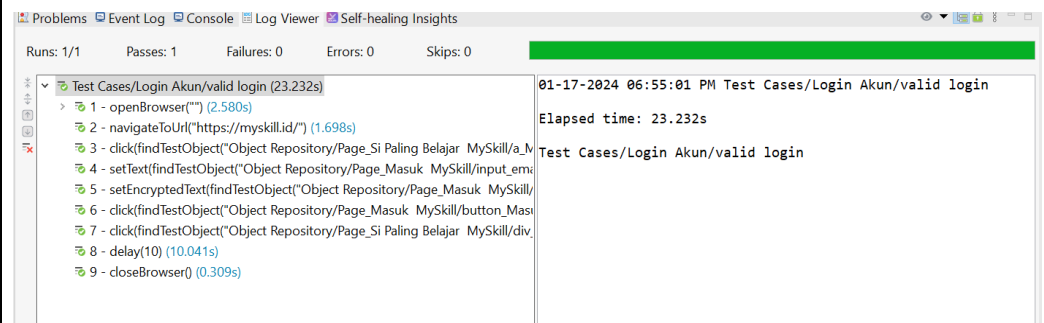 Problems Event Log Console Log Viewer Self-healing Insights
Runs: 1/1 Passes: 1 Failures: 0 Errors: 0 Skips: 0
Test Cases/Login Akun/valid login (23.232s)
1 - openBrowser("") (2.580s)
2 - navigateToUrl("https://myskill.id/") (1.698s)
3 - click(findTestObject("Object Repository/Page_Si Paling Belajar MySkill/a_M
4 - setText(findTestObject("Object Repository/Page_Masuk MySkill/input_ema
5 - setEncryptedText(findTestObject("Object Repository/Page_Masuk MySkill/
6 - click(findTestObject("Object Repository/Page_Masuk MySkill/button_Masu
7 - click(findTestObject("Object Repository/Page_Si Paling Belajar MySkill/div_
8 - delay(10) (10.041s)
9 - closeBrowser() (0.309s)
01-17-2024 06:55:01 PM Test Cases/Login Akun/valid login
Elapsed time: 23.232s
Test Cases/Login Akun/valid login